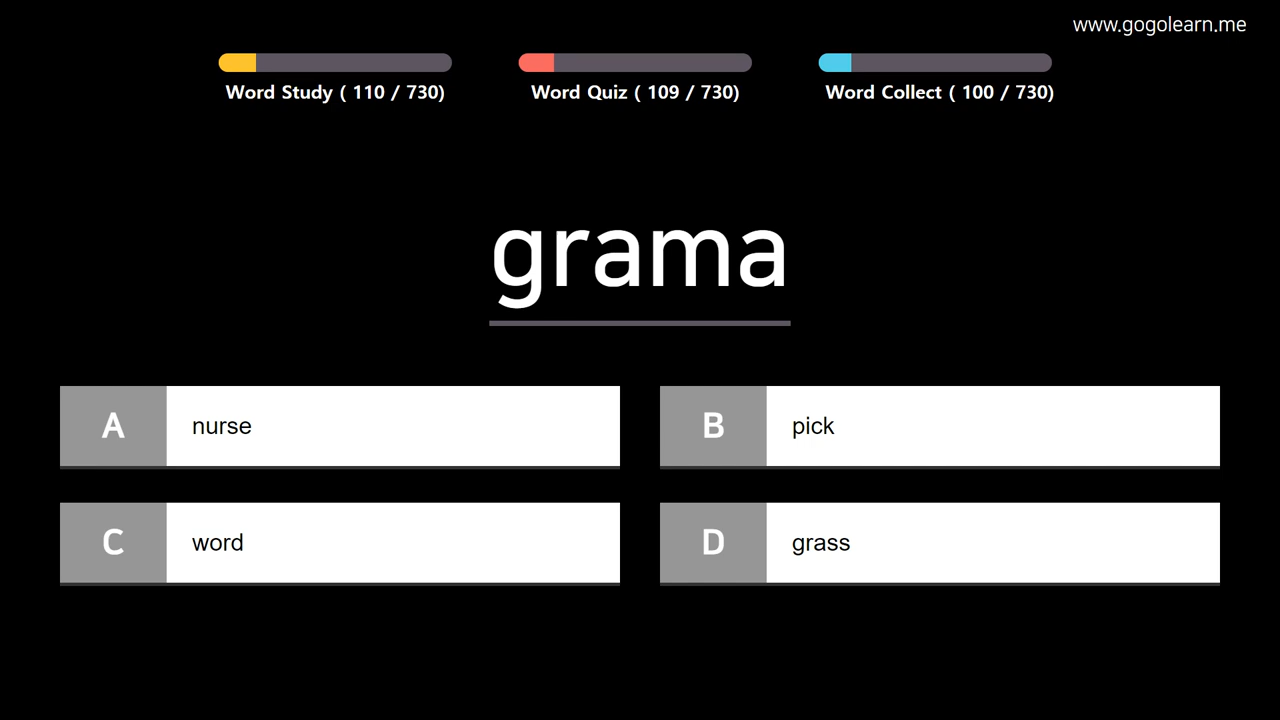 www.gogolearn.me
Word Study ( 110 / 730) Word Quiz ( 109 / 730) Word Collect ( 100 / 730)
grama
A nurse
B pick
C word
D grass